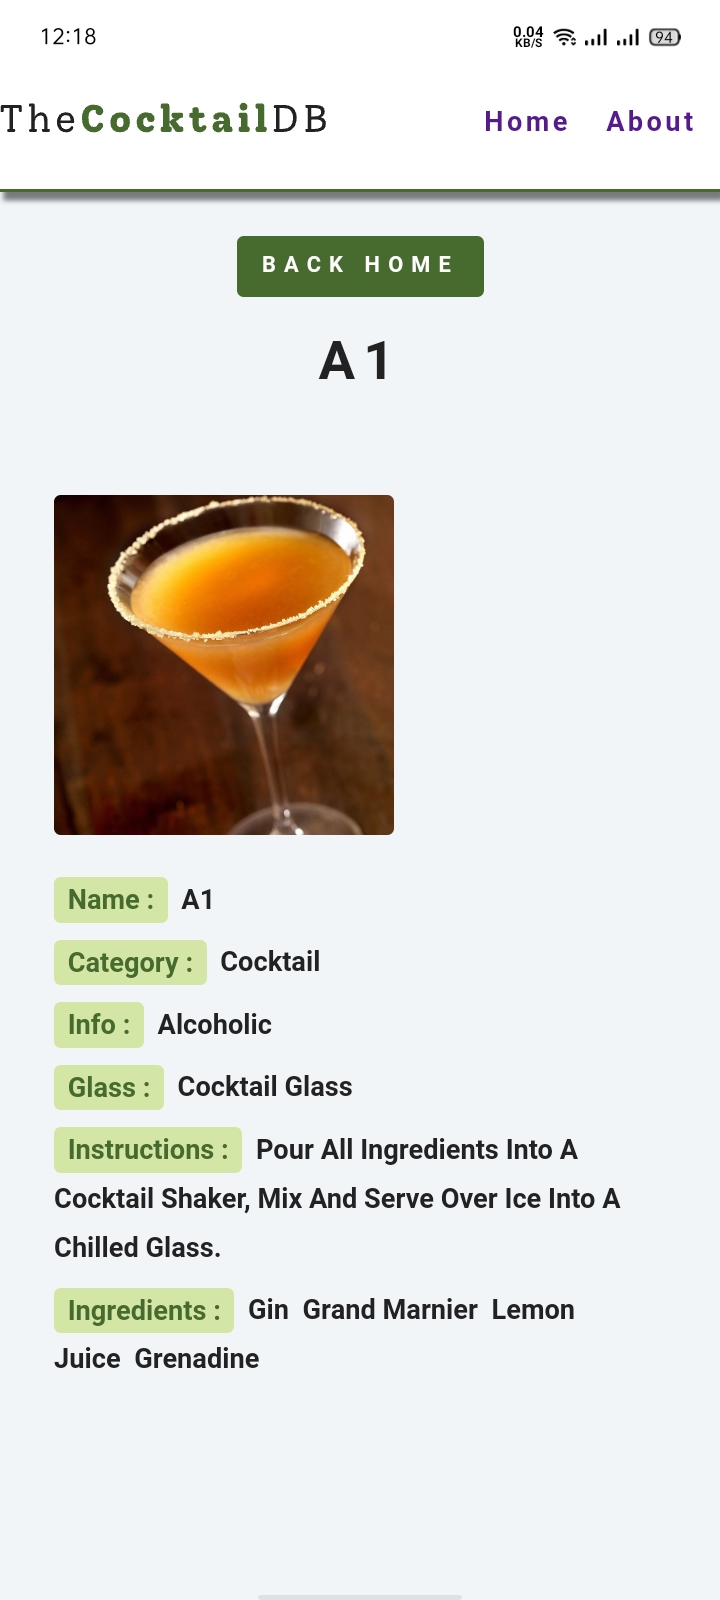 12:18
0.04
KB/S
94
TheCocktailDB
Home About
BACK HOME
A1
Name : A1
Category : Cocktail
Info : Alcoholic
Glass : Cocktail Glass
Instructions : Pour All Ingredients Into A
Cocktail Shaker, Mix And Serve Over Ice Into A
Chilled Glass.
Ingredients : Gin Grand Marnier Lemon
Juice Grenadine